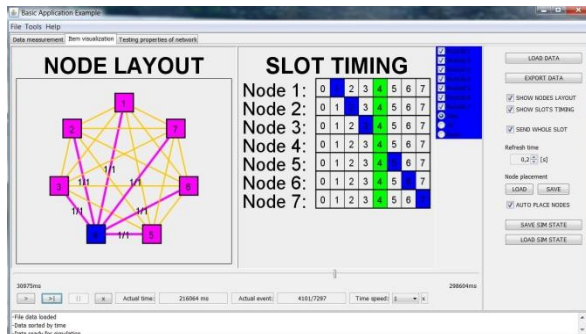 Basic Application Example
File Tools Help
Data measurement Item visualization Testing properties of network
NODE LAYOUT
1
2
7
3
6
5
1/1
1/1
1/1
1/1
SLOT TIMING
Node 1: 0 2 3 4 5 6 7
Node 2: 0 1 3 4 5 6 7
Node 3: 0 1 2 4 5 6 7
Node 4: 0 1 2 3 4 5 6 7
Node 5: 0 1 2 3 4 6 7
Node 6: 0 1 2 3 4 5 7
Node 7: 0 1 2 3 4 5 6
LOAD DATA
EXPORT DATA
SHOW NODES LAYOUT
SHOW SLOTS TIMING
SEND WHOLE SLOT
Refresh time
0,2 [s]
Node placement
LOAD SAVE
AUTO PLACE NODES
SAVE SIM STATE
LOAD SIM STATE
30975ms 298604ms
> >| || x Actual time: 216064 ms Actual event: 4101/7297 Time speed: 1 x
-File data loaded
-Data sorted by time
-Data ready for simulation